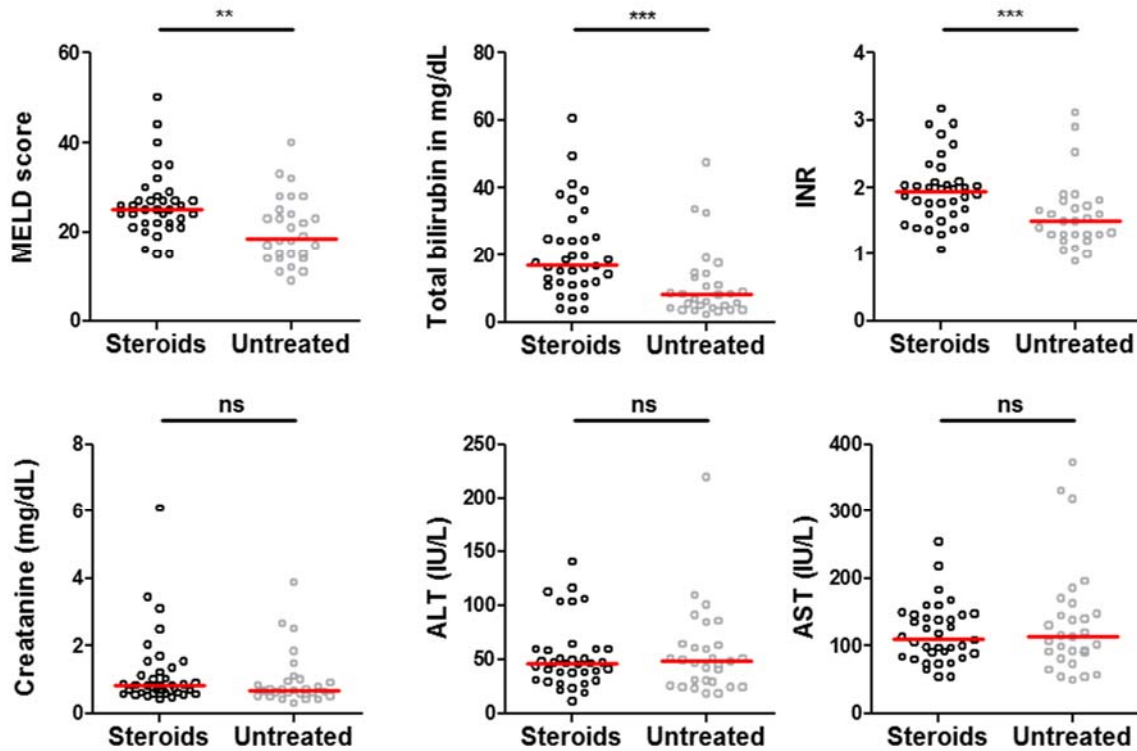 **
MELD score
60
40
20
0
Steroids
Untreated
***
Total bilirubin in mg/dL
80
60
40
20
0
Steroids
Untreated
***
INR
4
3
2
1
0
Steroids
Untreated
ns
Creatanine (mg/dL)
8
6
4
2
0
Steroids
Untreated
ns
ALT (IU/L)
250
200
150
100
50
0
Steroids
Untreated
ns
AST (IU/L)
400
300
200
100
0
Steroids
Untreated